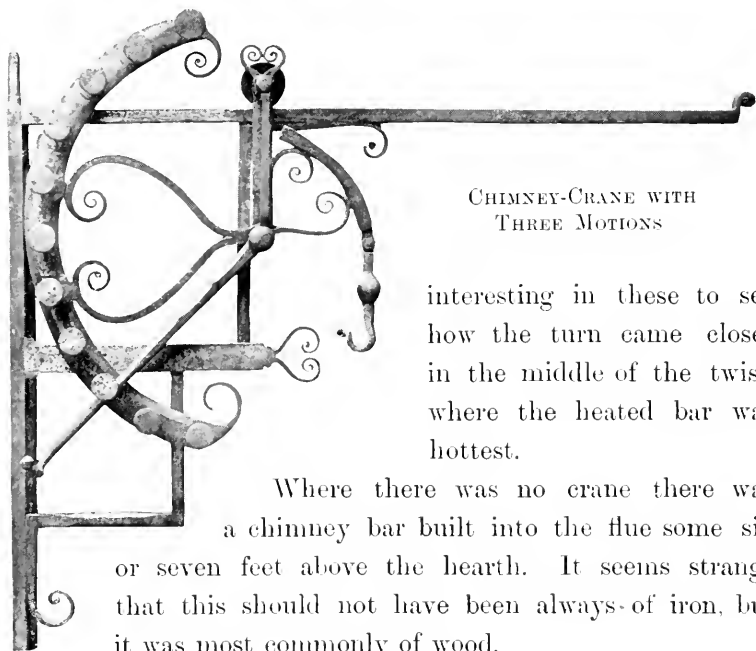 CHIMNEY-CRANE WITH
THREE MOTIONS
interesting in these to se
how the turn came close
in the middle of the twis
where the heated bar wa
hottest.
Where there was no crane there wa
a chimney bar built into the flue some si
or seven feet above the hearth. It seems strang
that this should not have been always of iron, bu
it was most commonly of wood.